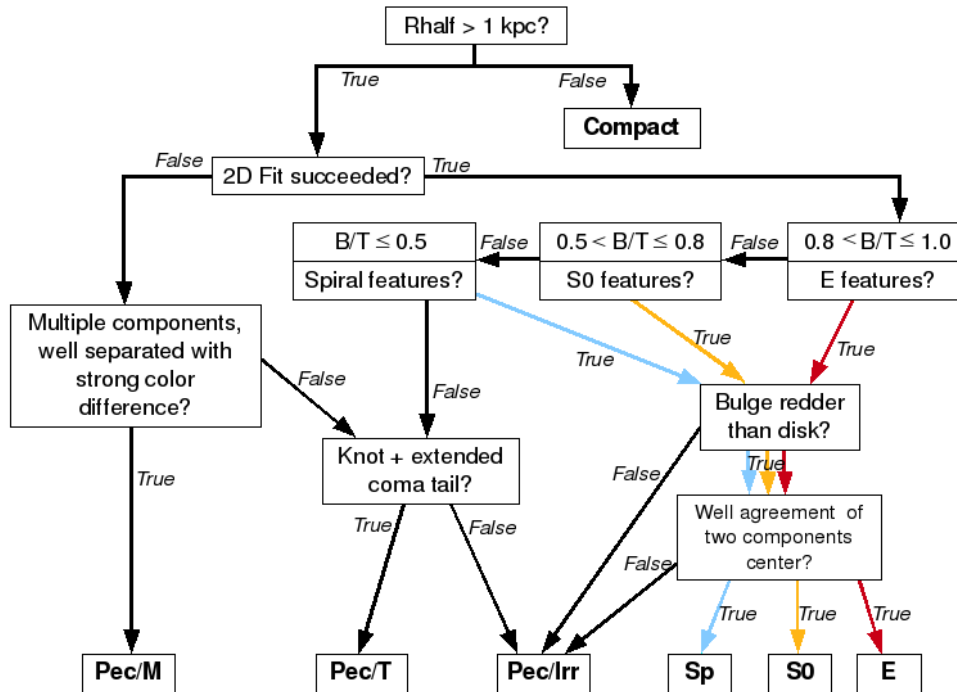 Rhalf > 1 kpc?
True
False
Compact
False
2D Fit succeeded?
True
B/T ≤ 0.5
False
0.5 < B/T ≤ 0.8
False
0.8 < B/T ≤ 1.0
Spiral features?
S0 features?
E features?
Multiple components,
well separated with
strong color
difference?
False
False
True
True
True
Bulge redder
than disk?
Knot + extended
coma tail?
True
False
True
True
False
Well agreement of
two components
center?
False
True
True
True
Pec/M
Pec/T
Pec/Irr
Sp
S0
E